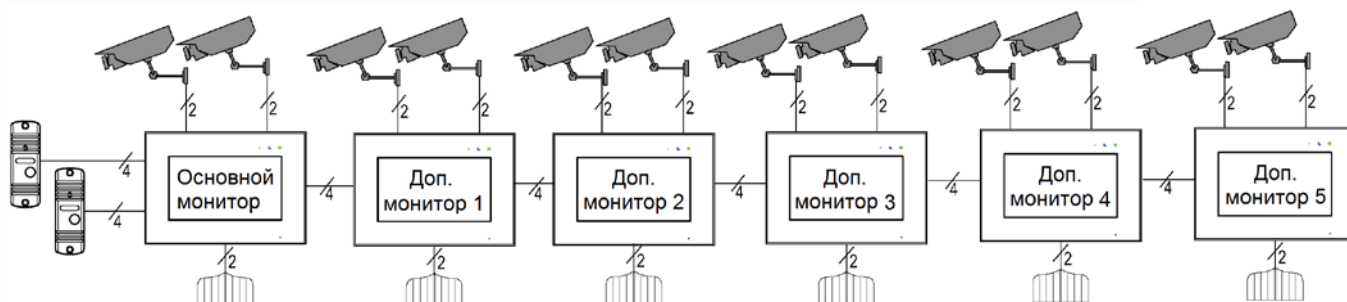 2 2 2 2 2 2 2 2 2 2 2 2
4
4
Основной
монитор
4
Доп.
монитор 1
4
Доп.
монитор 2
4
Доп.
монитор 3
4
Доп.
монитор 4
4
Доп.
монитор 5
2 2 2 2 2 2